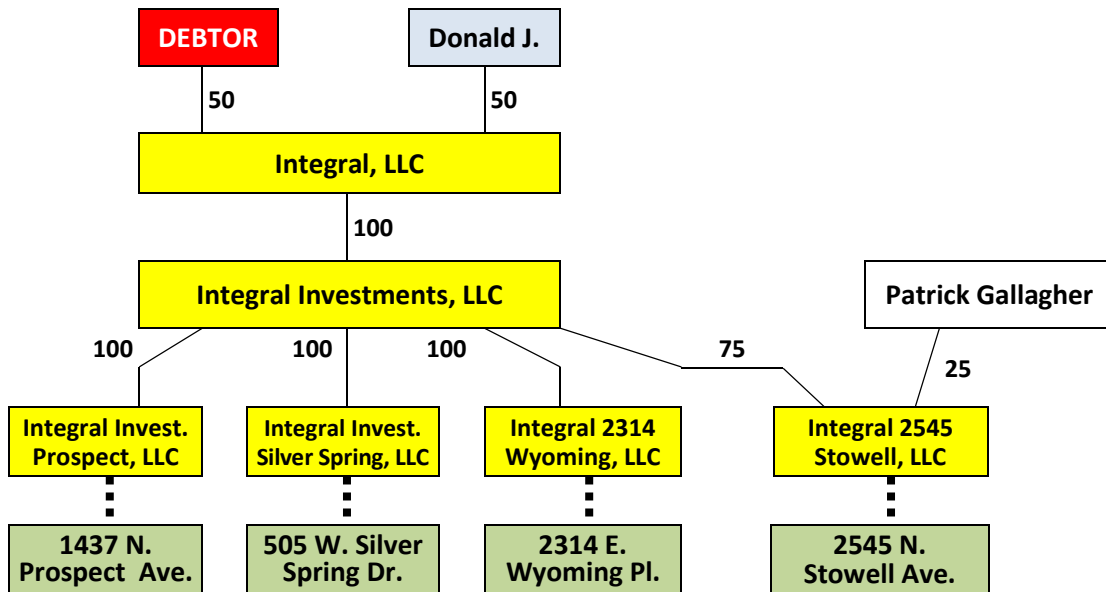 DEBTOR
Donald J.
50
50
Integral, LLC
100
Integral Investments, LLC
Patrick Gallagher
100
100
100
75
25
Integral Invest.
Prospect, LLC
Integral Invest.
Silver Spring, LLC
Integral 2314
Wyoming, LLC
Integral 2545
Stowell, LLC
1437 N.
Prospect Ave.
505 W. Silver
Spring Dr.
2314 E.
Wyoming Pl.
2545 N.
Stowell Ave.